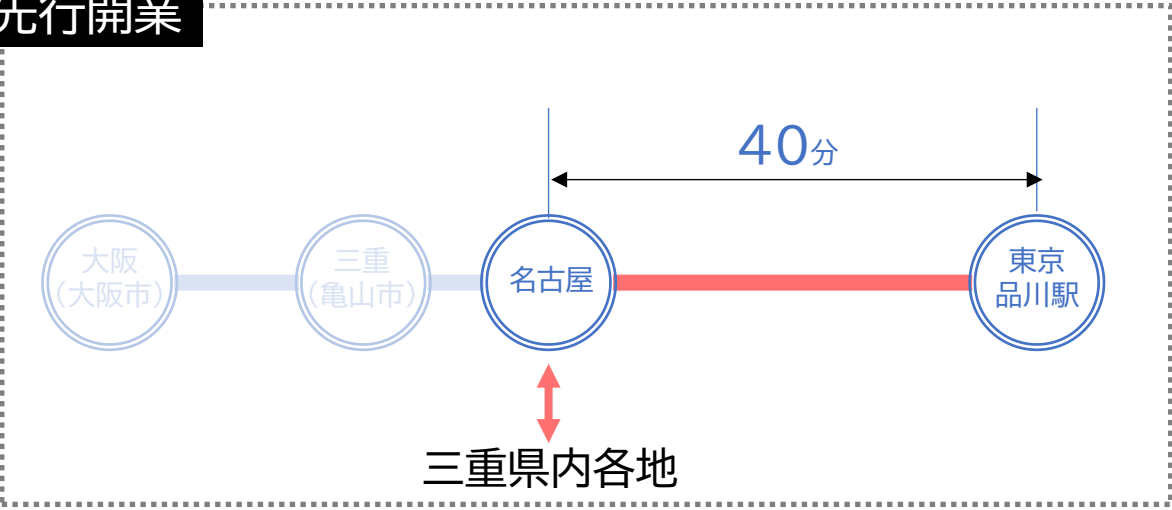 先行開業
40分
大阪
(大阪市)
三重
(亀山市)
名古屋
東京
品川駅
三重県内各地